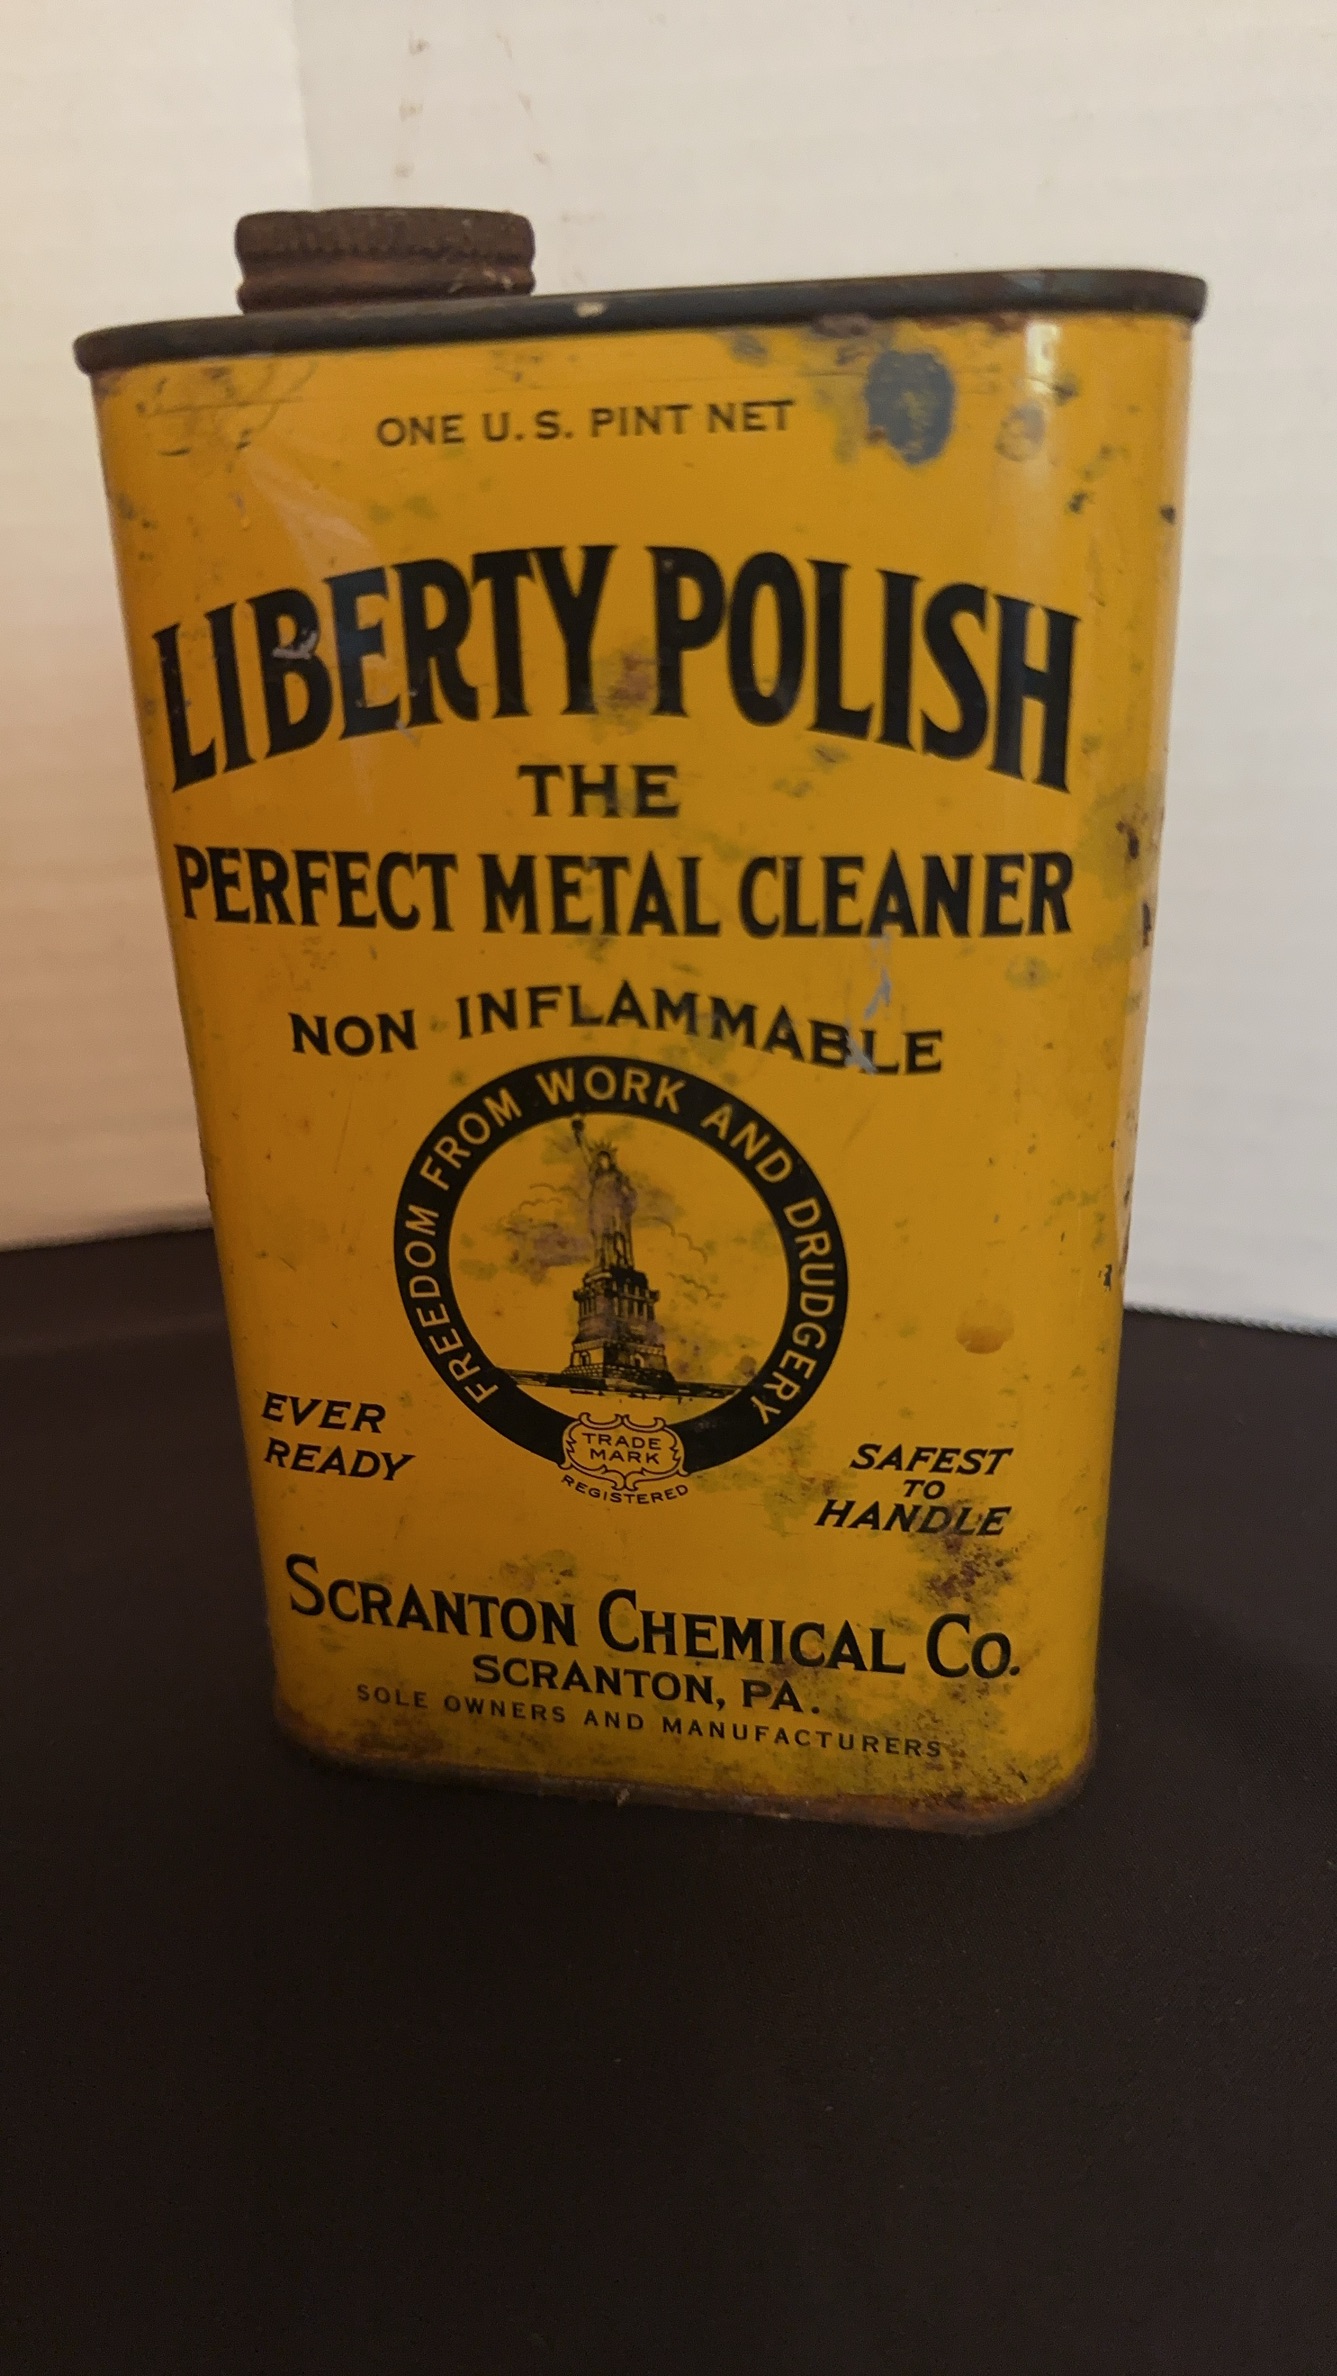 ONE U.S. PINT NET
LIBERTY POLISH
THE
PERFECT METAL CLEANER
NON INFLAMMABLE
FREEDOM FROM WORK AND DRUDGERY
TRADE
MARK
REGISTERED
EVER
READY
SAFEST
TO
HANDLE
SCRANTON CHEMICAL CO.
SCRANTON, PA.
SOLE OWNERS AND MANUFACTURERS